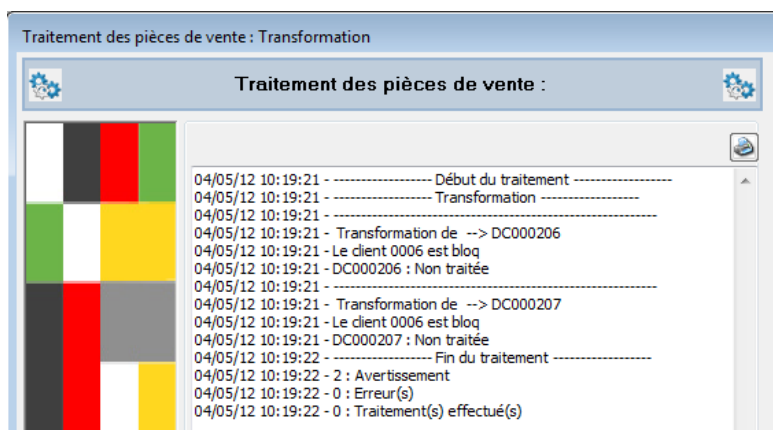 Traitement des pièces de vente : Transformation
Traitement des pièces de vente :
04/05/12 10:19:21 - ------------------ Début du traitement ------------------
04/05/12 10:19:21 - ------------------ Transformation ------------------
04/05/12 10:19:21 - -----------------------------------------------------------
04/05/12 10:19:21 -  Transformation de  --> DC000206
04/05/12 10:19:21 - Le client 0006 est bloq
04/05/12 10:19:21 - DC000206 : Non traitée
04/05/12 10:19:21 - -----------------------------------------------------------
04/05/12 10:19:21 -  Transformation de  --> DC000207
04/05/12 10:19:21 - Le client 0006 est bloq
04/05/12 10:19:21 - DC000207 : Non traitée
04/05/12 10:19:22 - ------------------ Fin du traitement ------------------
04/05/12 10:19:22 - 2 : Avertissement
04/05/12 10:19:22 - 0 : Erreur(s)
04/05/12 10:19:22 - 0 : Traitement(s) effectué(s)